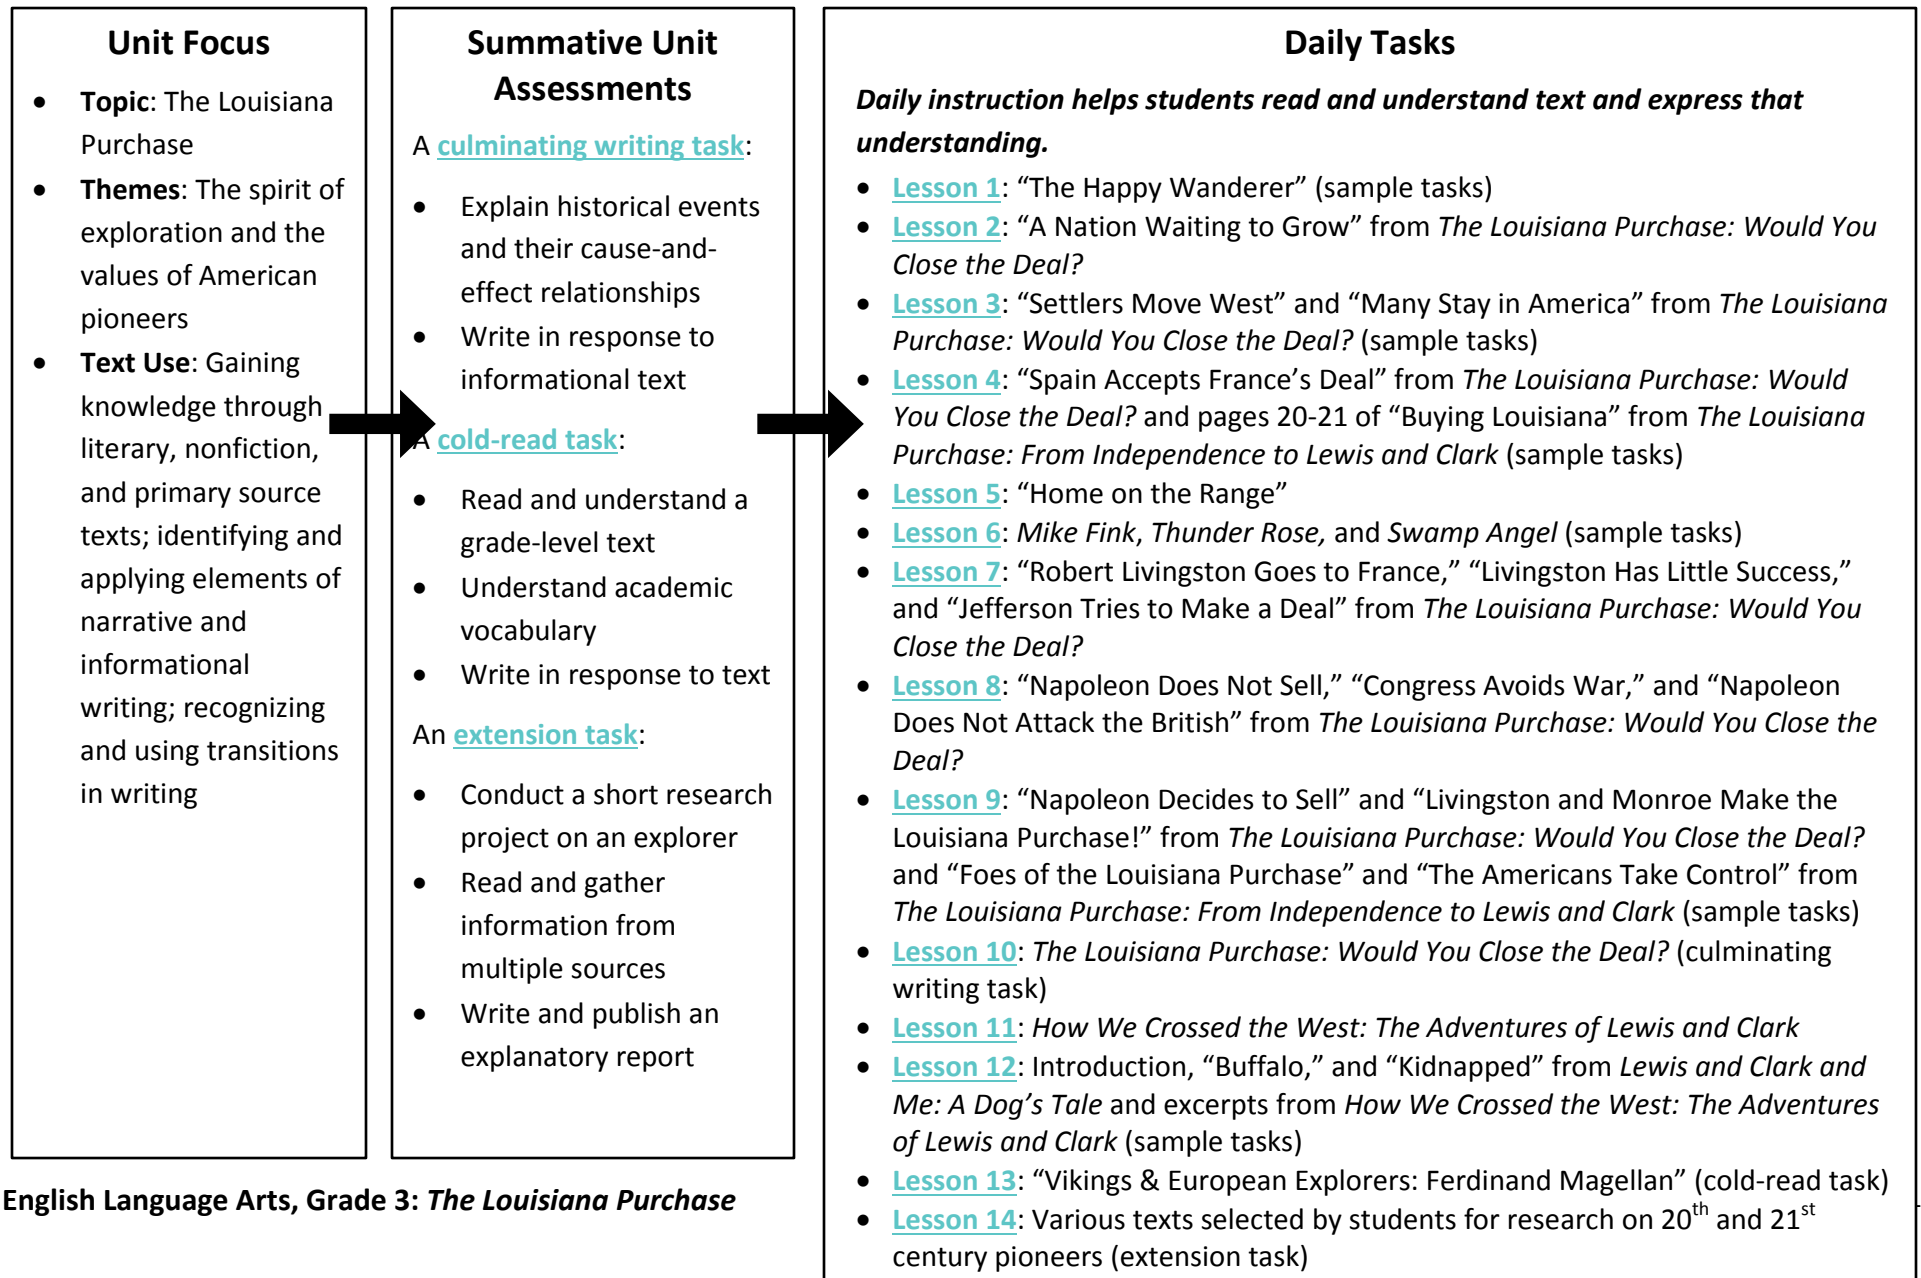 Unit Focus
• Topic: The Louisiana
Purchase
• Themes: The spirit of
exploration and the
values of American
pioneers
• Text Use: Gaining
knowledge through
literary, nonfiction,
and primary source
texts; identifying and
applying elements of
narrative and
informational
writing; recognizing
and using transitions
in writing
Summative Unit
Assessments
A culminating writing task:
• Explain historical events
and their cause-and-
effect relationships
• Write in response to
informational text
A cold-read task:
• Read and understand a
grade-level text
• Understand academic
vocabulary
• Write in response to text
An extension task:
• Conduct a short research
project on an explorer
• Read and gather
information from
multiple sources
• Write and publish an
explanatory report
Daily Tasks
Daily instruction helps students read and understand text and express that
understanding.
• Lesson 1: “The Happy Wanderer” (sample tasks)
• Lesson 2: “A Nation Waiting to Grow” from The Louisiana Purchase: Would You
Close the Deal?
• Lesson 3: “Settlers Move West” and “Many Stay in America” from The Louisiana
Purchase: Would You Close the Deal? (sample tasks)
• Lesson 4: “Spain Accepts France’s Deal” from The Louisiana Purchase: Would
You Close the Deal? and pages 20-21 of “Buying Louisiana” from The Louisiana
Purchase: From Independence to Lewis and Clark (sample tasks)
• Lesson 5: “Home on the Range”
• Lesson 6: Mike Fink, Thunder Rose, and Swamp Angel (sample tasks)
• Lesson 7: “Robert Livingston Goes to France,” “Livingston Has Little Success,”
and “Jefferson Tries to Make a Deal” from The Louisiana Purchase: Would You
Close the Deal?
• Lesson 8: “Napoleon Does Not Sell,” “Congress Avoids War,” and “Napoleon
Does Not Attack the British” from The Louisiana Purchase: Would You Close the
Deal?
• Lesson 9: “Napoleon Decides to Sell” and “Livingston and Monroe Make the
Louisiana Purchase!” from The Louisiana Purchase: Would You Close the Deal?
and “Foes of the Louisiana Purchase” and “The Americans Take Control” from
The Louisiana Purchase: From Independence to Lewis and Clark (sample tasks)
• Lesson 10: The Louisiana Purchase: Would You Close the Deal? (culminating
writing task)
• Lesson 11: How We Crossed the West: The Adventures of Lewis and Clark
• Lesson 12: Introduction, “Buffalo,” and “Kidnapped” from Lewis and Clark and
Me: A Dog’s Tale and excerpts from How We Crossed the West: The Adventures
of Lewis and Clark (sample tasks)
• Lesson 13: “Vikings & European Explorers: Ferdinand Magellan” (cold-read task)
• Lesson 14: Various texts selected by students for research on 20th and 21st
century pioneers (extension task)
English Language Arts, Grade 3: The Louisiana Purchase